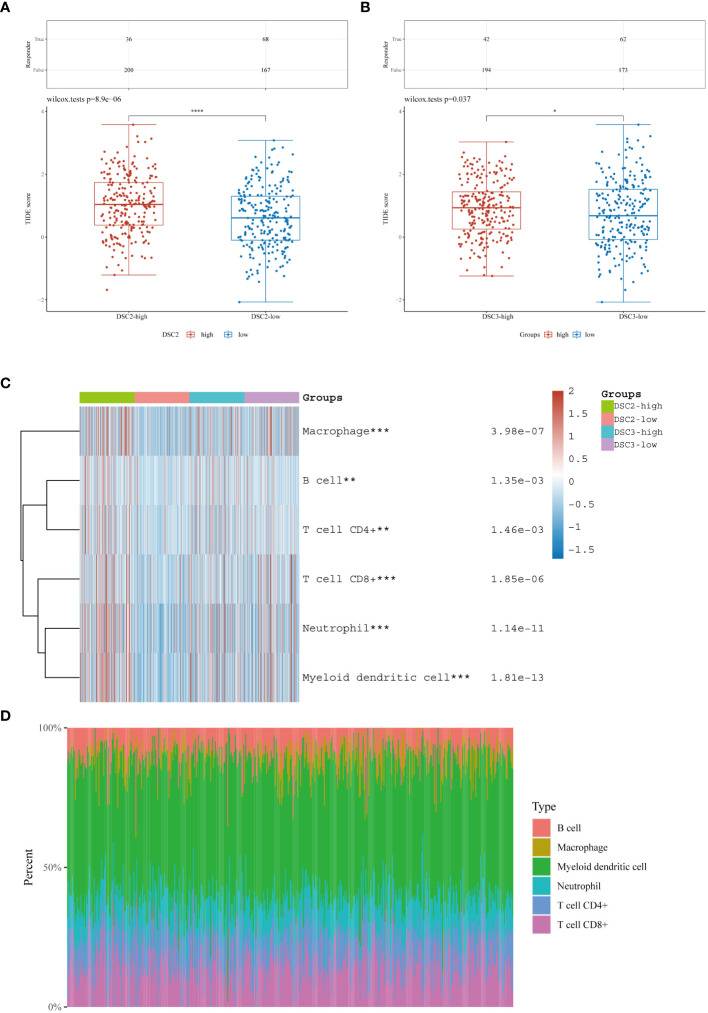 A
B
Responder
True
36
68
False
200
167
Responder
True
42
62
False
194
173
wilcox.tests p=8.9e−06
****
TIDE score
4
2
0
−2
DSC2−high
DSC2−low
DSC2
high
low
wilcox.tests p=0.037
*
TIDE score
4
2
0
−2
DSC3−high
DSC3−low
Groups
high
low
C
Groups
Macrophage*** 3.98e-07
B cell** 1.35e-03
T cell CD4+** 1.46e-03
T cell CD8+*** 1.85e-06
Neutrophil*** 1.14e-11
Myeloid dendritic cell*** 1.81e-13
2
1.5
1
0.5
0
-0.5
-1
-1.5
Groups
DSC2-high
DSC2-low
DSC3-high
DSC3-low
D
Percent
100%
50%
0%
Type
B cell
Macrophage
Myeloid dendritic cell
Neutrophil
T cell CD4+
T cell CD8+